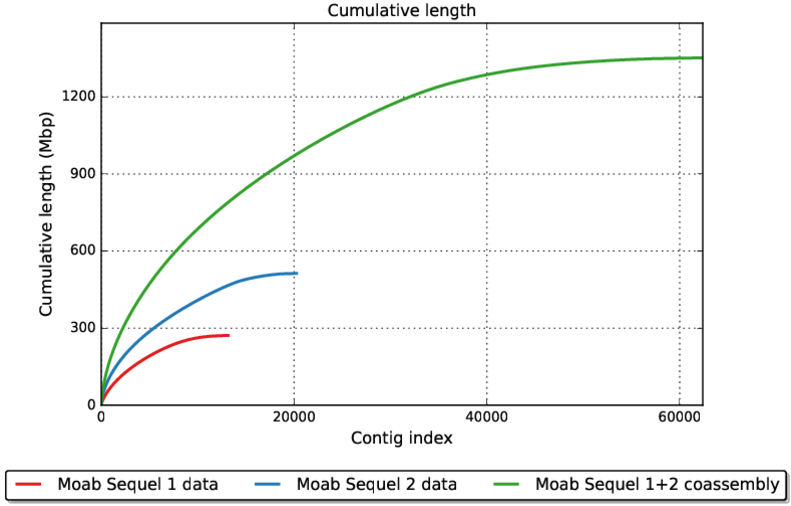 Cumulative length
Cumulative length (Mbp)
1200
900
600
300
0
0 20000 40000 60000
Contig index
Moab Sequel 1 data Moab Sequel 2 data Moab Sequel 1+2 coassembly